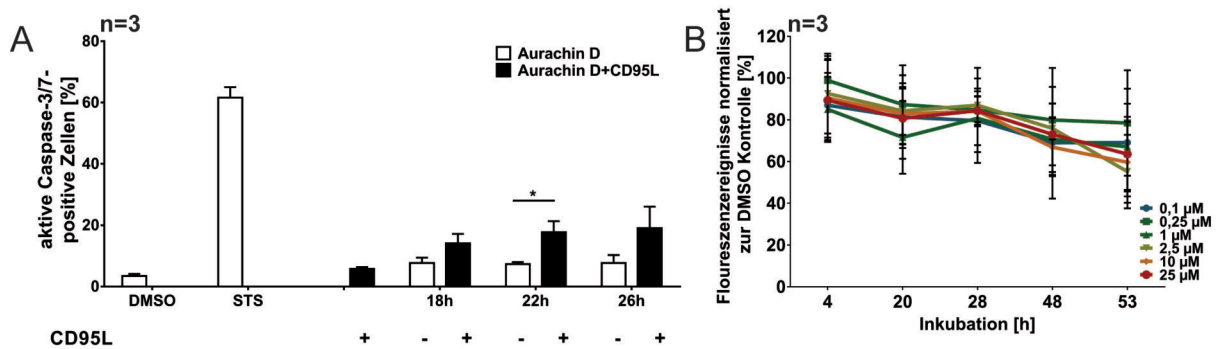 A
n=3
aktive Caspase-3/7-
positive Zellen [%]
80
60
40
20
0
Aurachin D
Aurachin D+CD95L
*
DMSO
STS
18h
22h
26h
CD95L
+
-
+
-
+
-
+
B
n=3
Floureszenzereignisse normalisiert
zur DMSO Kontrolle [%]
120
100
80
60
40
20
0
4
20
28
48
53
Inkubation [h]
0,1 µM
0,25 µM
1 µM
2,5 µM
10 µM
25 µM